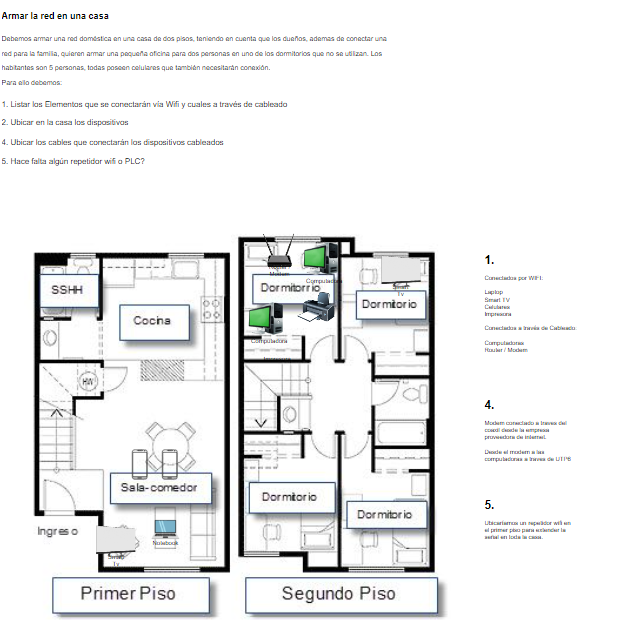 Armar la red en una casa
Debemos armar una red doméstica en una casa de dos pisos, teniendo en cuenta que los dueños, ademas de conectar una
red para la familia, quieren armar una pequeña oficina para dos personas en uno de los dormitorios que no se utilizan. Los
habitantes son 5 personas, todas poseen celulares que también necesitarán conexión.
Para ello debemos:
1. Listar los Elementos que se conectarán vía Wifi y cuales a través de cableado
2. Ubicar en la casa los dispositivos
4. Ubicar los cables que conectarán los dispositivos cableados
5. Hace falta algún repetidor wifi o PLC?
SSHH
Cocina
HW
Sala-comedor
Ingreso
Smart
Tv
Notebook
Primer Piso
Modem
Computadora
Dormitorio
Computadora
Impresora
Smart
Tv
Dormitorio
Dormitorio
Dormitorio
Segundo Piso
1.
Conectados por WIFI:
Laptop
Smart TV
Celulares
Impresora
Conectados a través de Cableado
Computadoras
Router / Modem
4.
Modem conectado a traves del
coaxil desde la empresa
proveedora de internet.
Desde el modem a las
computadoras a traves de UTP6
5.
Ubicaríamos un repetidor wifi en
el primer piso para extender la
señal en toda la casa.